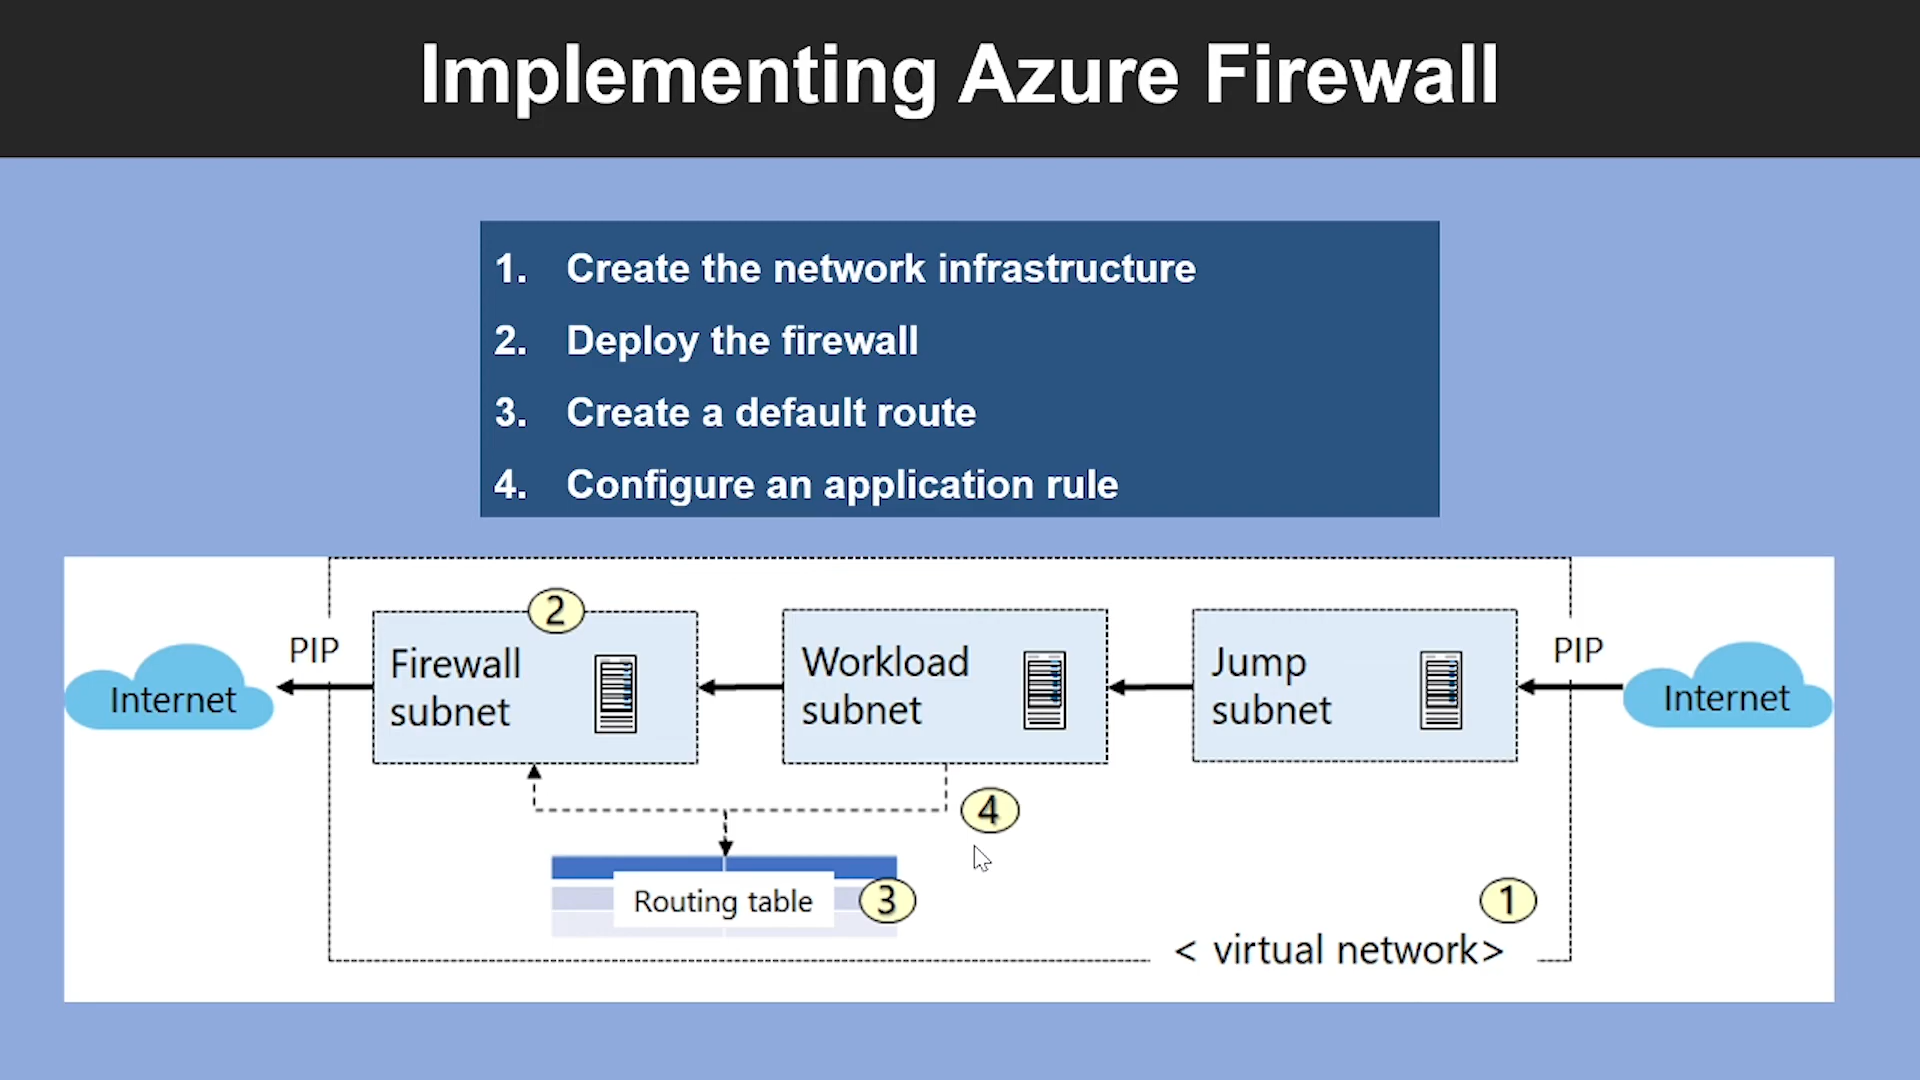 Implementing Azure Firewall
1. Create the network infrastructure
2. Deploy the firewall
3. Create a default route
4. Configure an application rule
2
PIP
Firewall
subnet
Workload
subnet
Jump
subnet
PIP
Internet
Internet
4
Routing table
3
1
< virtual network>